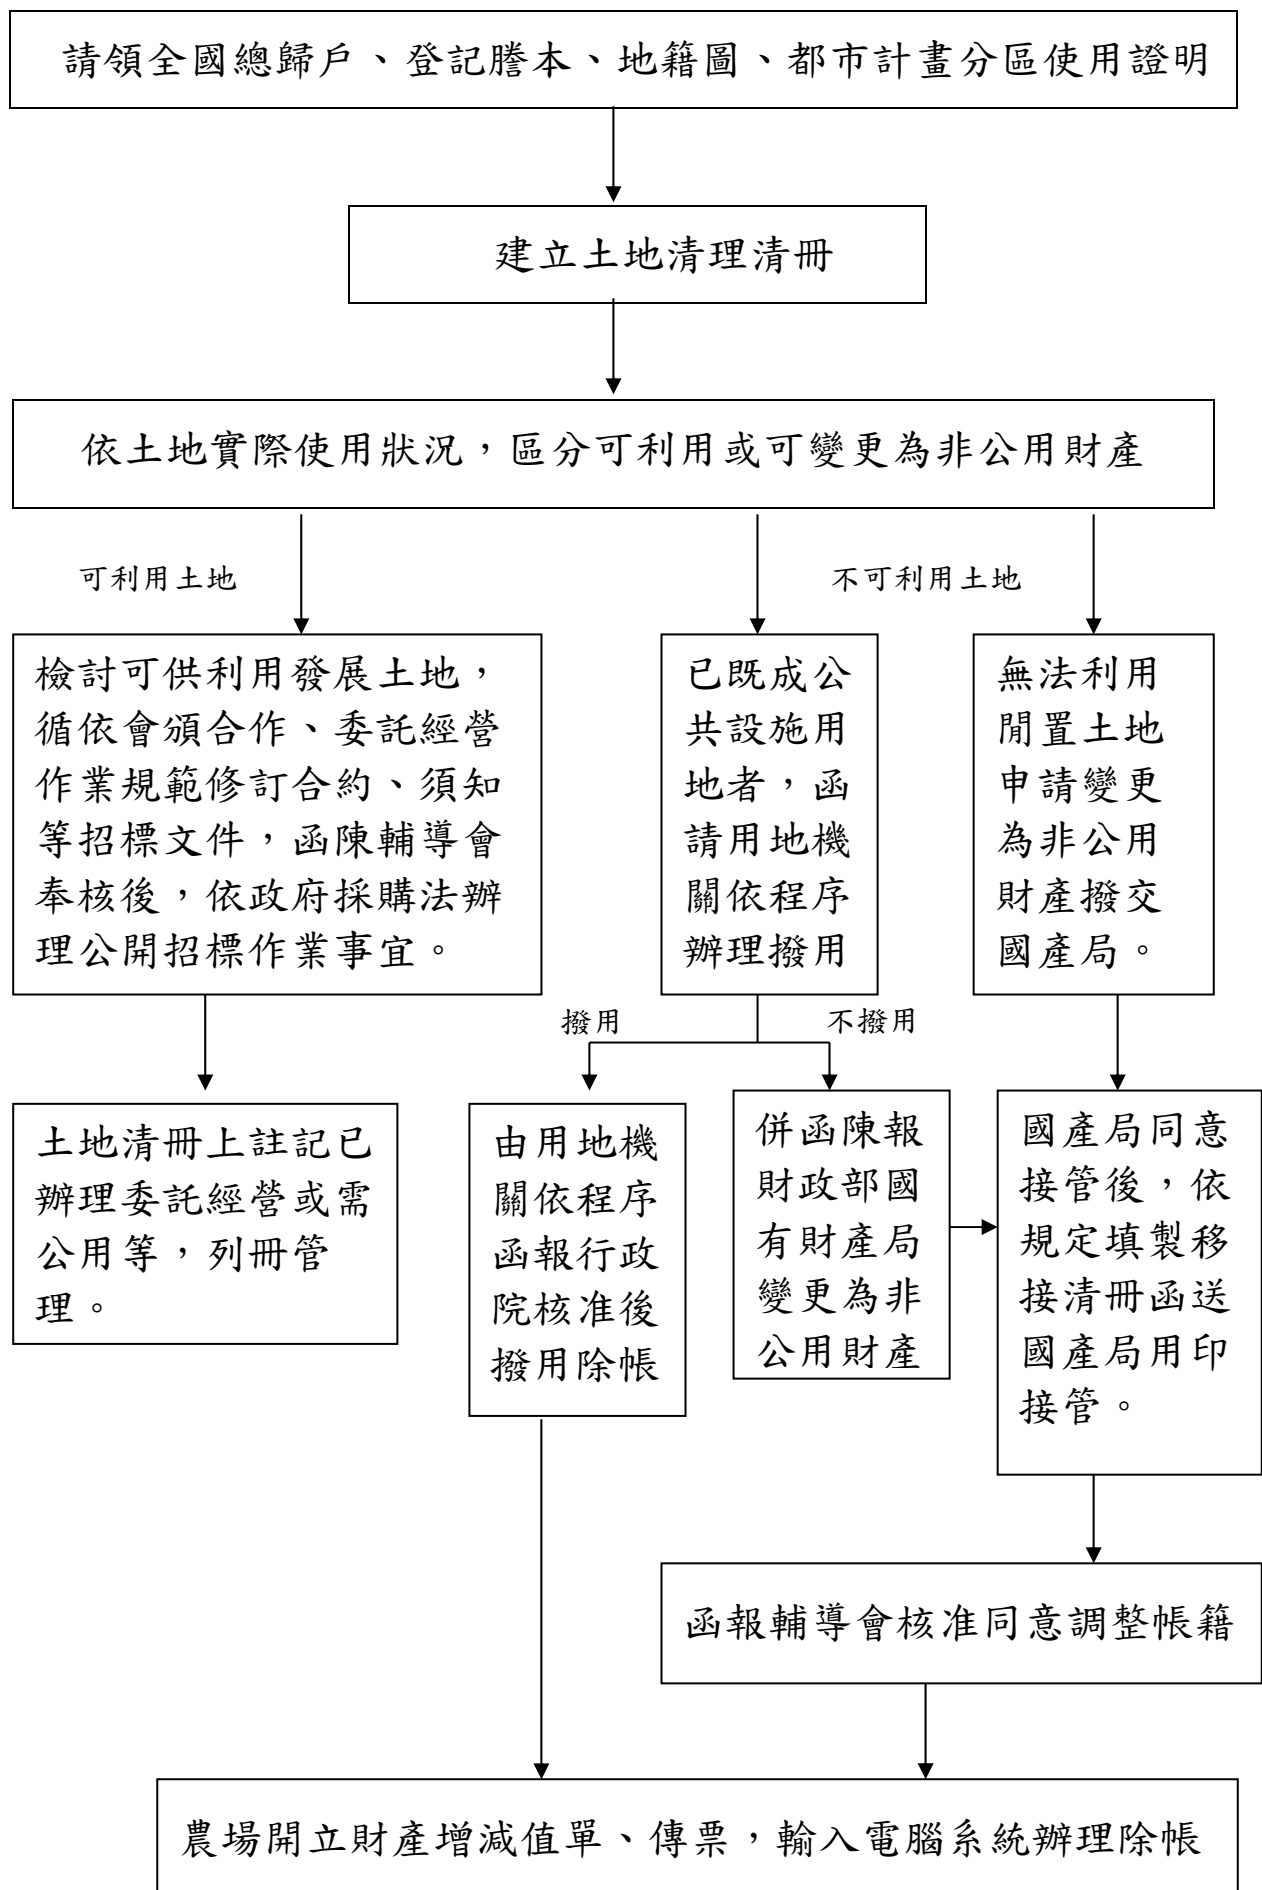 請領全國總歸戶、登記謄本、地籍圖、都市計畫分區使用證明
建立土地清理清冊
依土地實際使用狀況，區分可利用或可變更為非公用財產
可利用土地
不可利用土地
檢討可供利用發展土地，
循依會頒合作、委託經營
作業規範修訂合約、須知
等招標文件，函陳輔導會
奉核後，依政府採購法辦
理公開招標作業事宜。
已既成公
共設施用
地者，函
請用地機
關依程序
辦理撥用
無法利用
閒置土地
申請變更
為非公用
財產撥交
國產局。
撥用
不撥用
土地清冊上註記已
辦理委託經營或需
公用等，列冊管
理。
由用地機
關依程序
函報行政
院核准後
撥用除帳
併函陳報
財政部國
有財產局
變更為非
公用財產
國產局同意
接管後，依
規定填製移
接清冊函送
國產局用印
接管。
函報輔導會核准同意調整帳籍
農場開立財產增減值單、傳票，輸入電腦系統辦理除帳